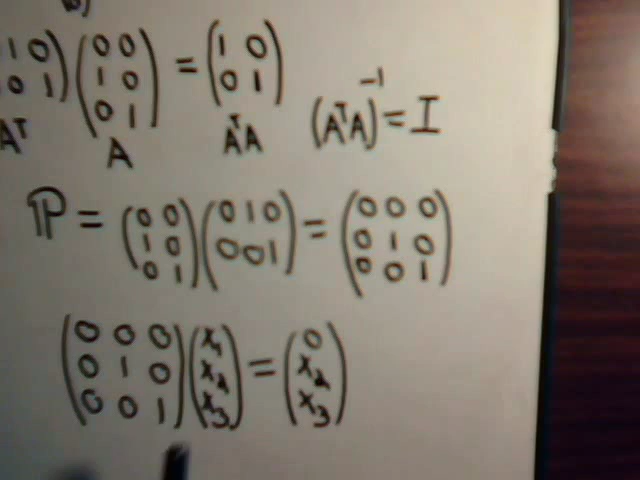 1 0) (0 0) = (1 0)
0 1) (1 0) (0 1) (AᵀA)⁻¹ = I
(0 1)
Aᵀ A AᵀA
ℙ = (0 0) (0 1 0) = (0 0 0)
(1 0) (0 0 1) (0 1 0)
(0 1) (0 0 1)
(0 0 0) (x₁) = (0)
(0 1 0) (x₂) (x₂)
(0 0 1) (x₃) (x₃)